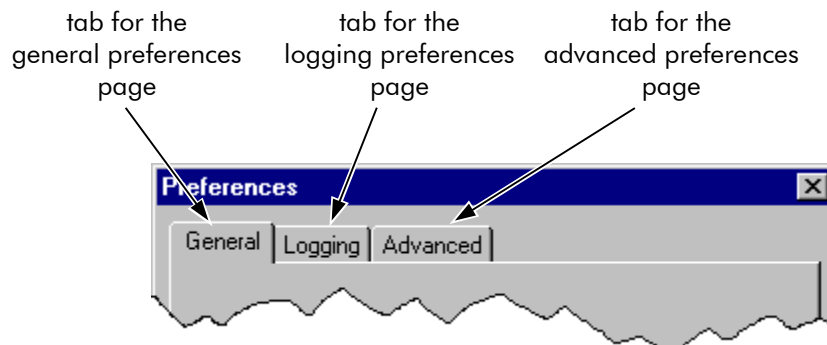 tab for the
general preferences
page
tab for the
logging preferences
page
tab for the
advanced preferences
page
Preferences
General Logging Advanced